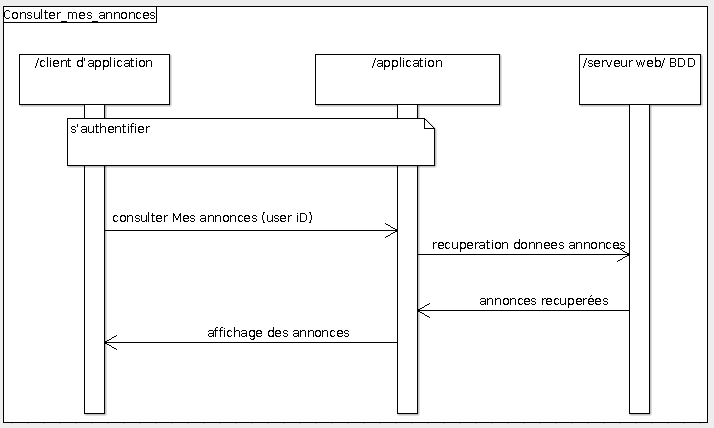 Consulter_mes_annonces
/client d'application
/application
/serveur web/ BDD
s'authentifier
consulter Mes annonces (user iD)
recuperation donnees annonces
annonces recuperées
affichage des annonces